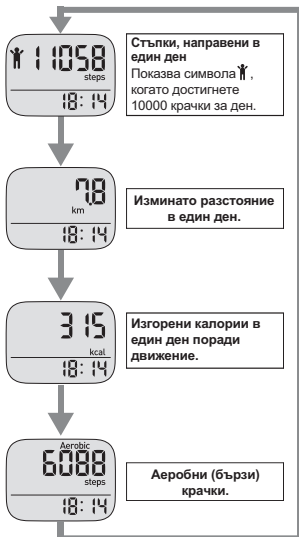 11058
steps
18:14
Стъпки, направени в
един ден
Показва символа ,
когато достигнете
10000 крачки за ден.
7.8
km
18:14
Изминато разстояние
в един ден.
315
kcal
18:14
Изгорени калории в
един ден поради
движение.
Aerobic
6088
steps
18:14
Аеробни (бързи)
крачки.